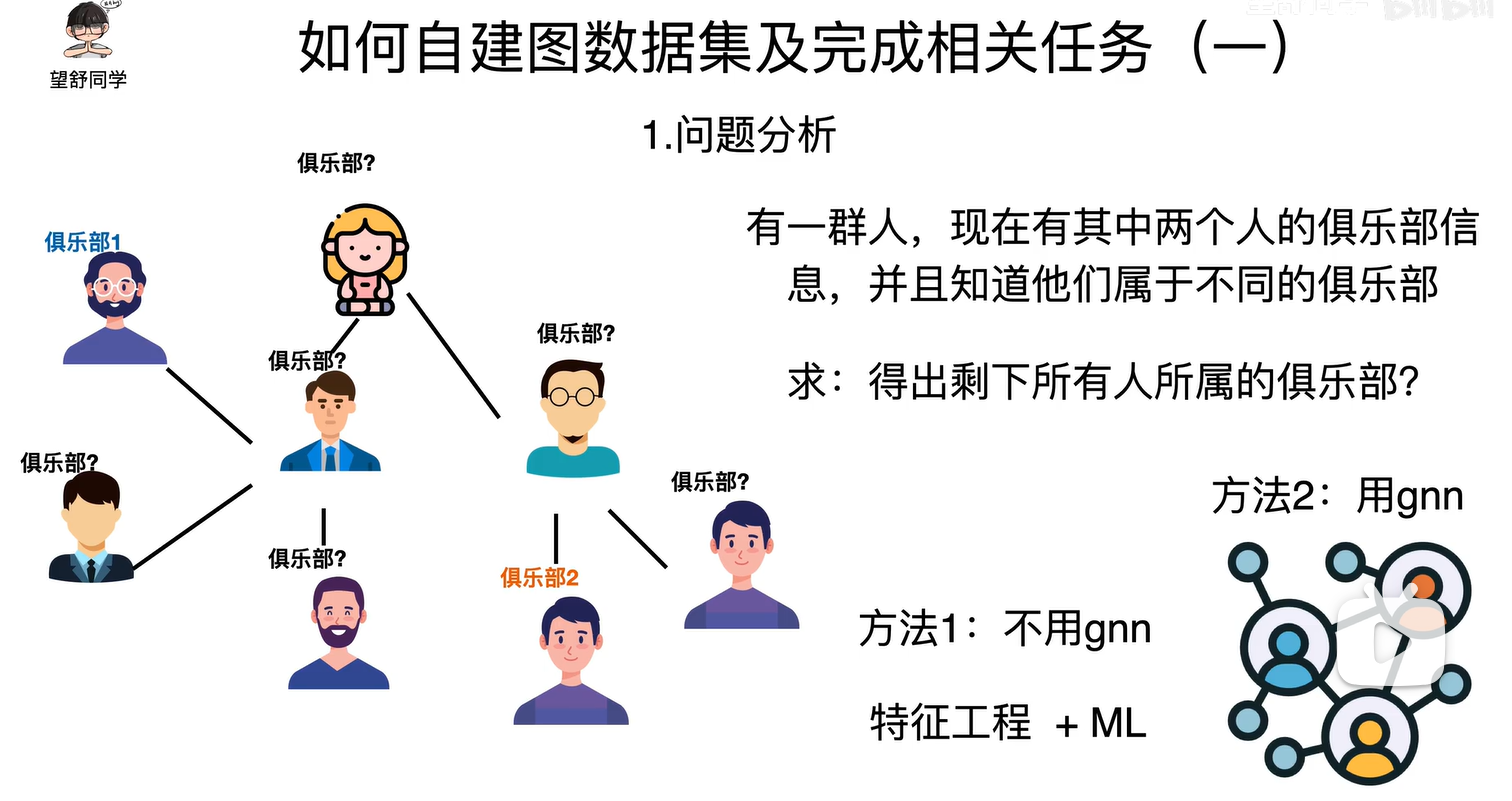 望舒同学
如何自建图数据集及完成相关任务（一）
1.问题分析
俱乐部?
俱乐部1
俱乐部?
俱乐部?
俱乐部?
俱乐部?
俱乐部?
俱乐部2
有一群人，现在有其中两个人的俱乐部信
息，并且知道他们属于不同的俱乐部
求：得出剩下所有人所属的俱乐部?
方法2：用gnn
方法1：不用gnn
特征工程 + ML